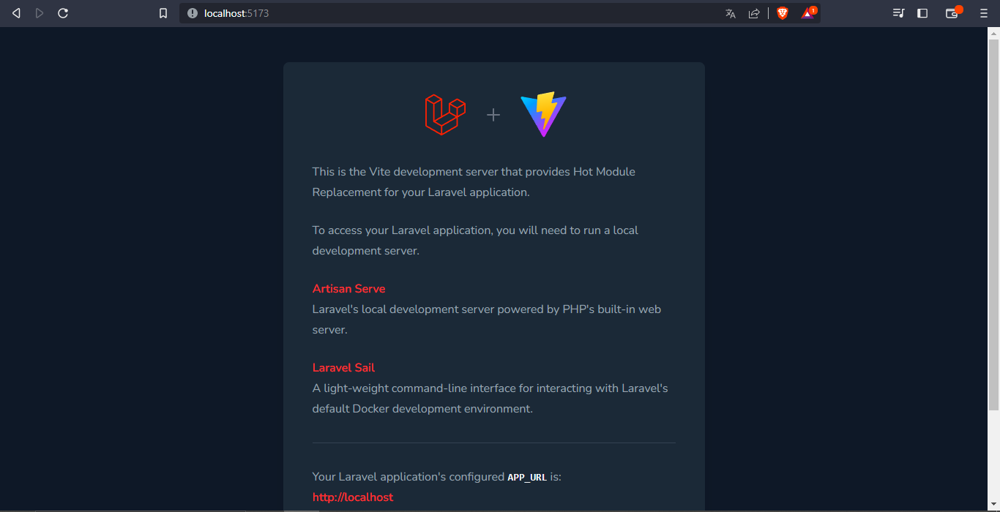 localhost:5173
1
This is the Vite development server that provides Hot Module
Replacement for your Laravel application.
To access your Laravel application, you will need to run a local
development server.
Artisan Serve
Laravel's local development server powered by PHP's built-in web
server.
Laravel Sail
A light-weight command-line interface for interacting with Laravel's
default Docker development environment.
Your Laravel application's configured APP_URL is:
http://localhost